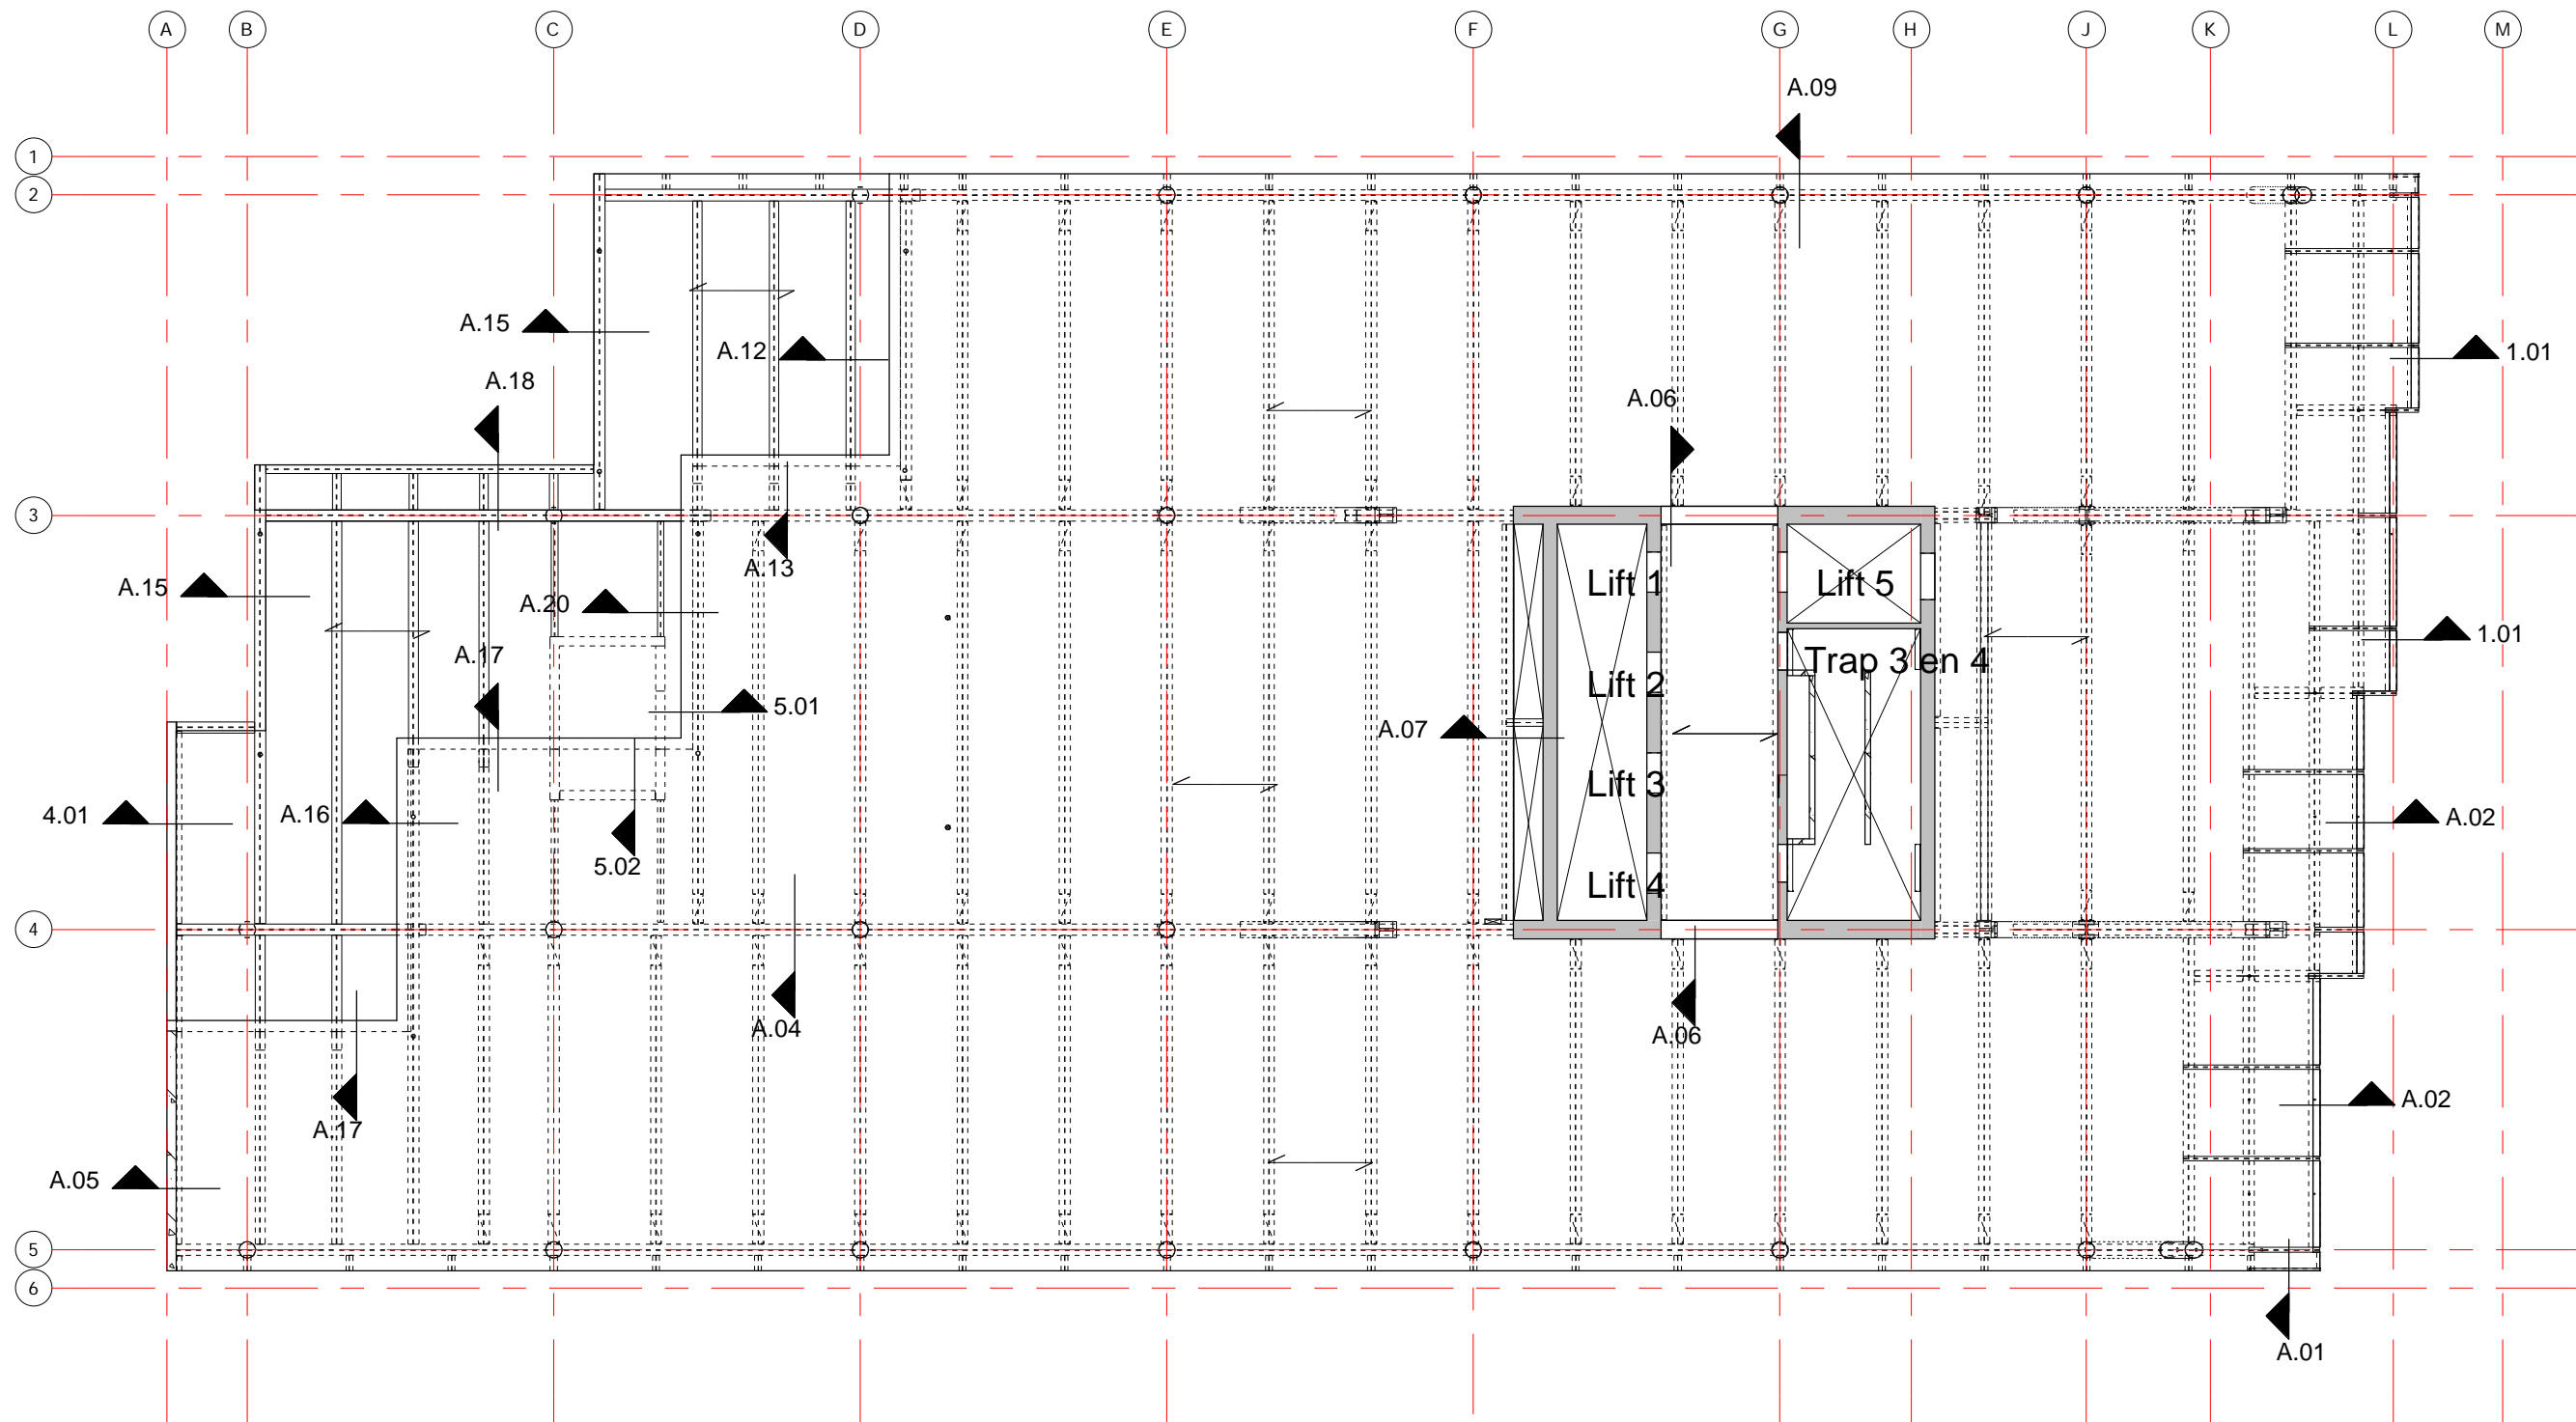 A B C D E F G H J K L M
A.09
1
2
A.15
A.12
1.01
A.18
A.06
3
A.13
A.15
A.20
Lift 1
Lift 5
1.01
A.17
Lift 2
Trap 3 en 4
5.01
A.07
4.01
A.16
Lift 3
A.02
5.02
Lift 4
4
A.04
A.06
A.17
A.02
A.05
5
6
A.01